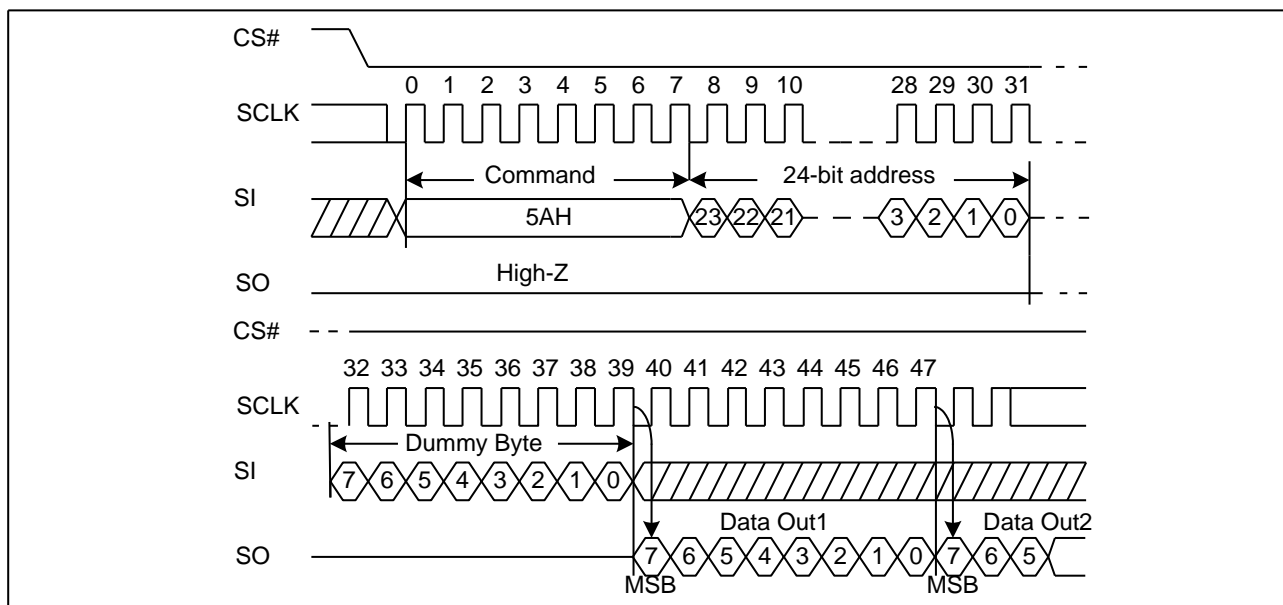 CS#
0 1 2 3 4 5 6 7 8 9 10 28 29 30 31
SCLK
Command 24-bit address
SI
5AH 23 22 21 3 2 1 0
High-Z
SO
CS#
32 33 34 35 36 37 38 39 40 41 42 43 44 45 46 47
SCLK
Dummy Byte
SI
7 6 5 4 3 2 1 0
Data Out1 Data Out2
SO
7 6 5 4 3 2 1 0 7 6 5
MSB MSB